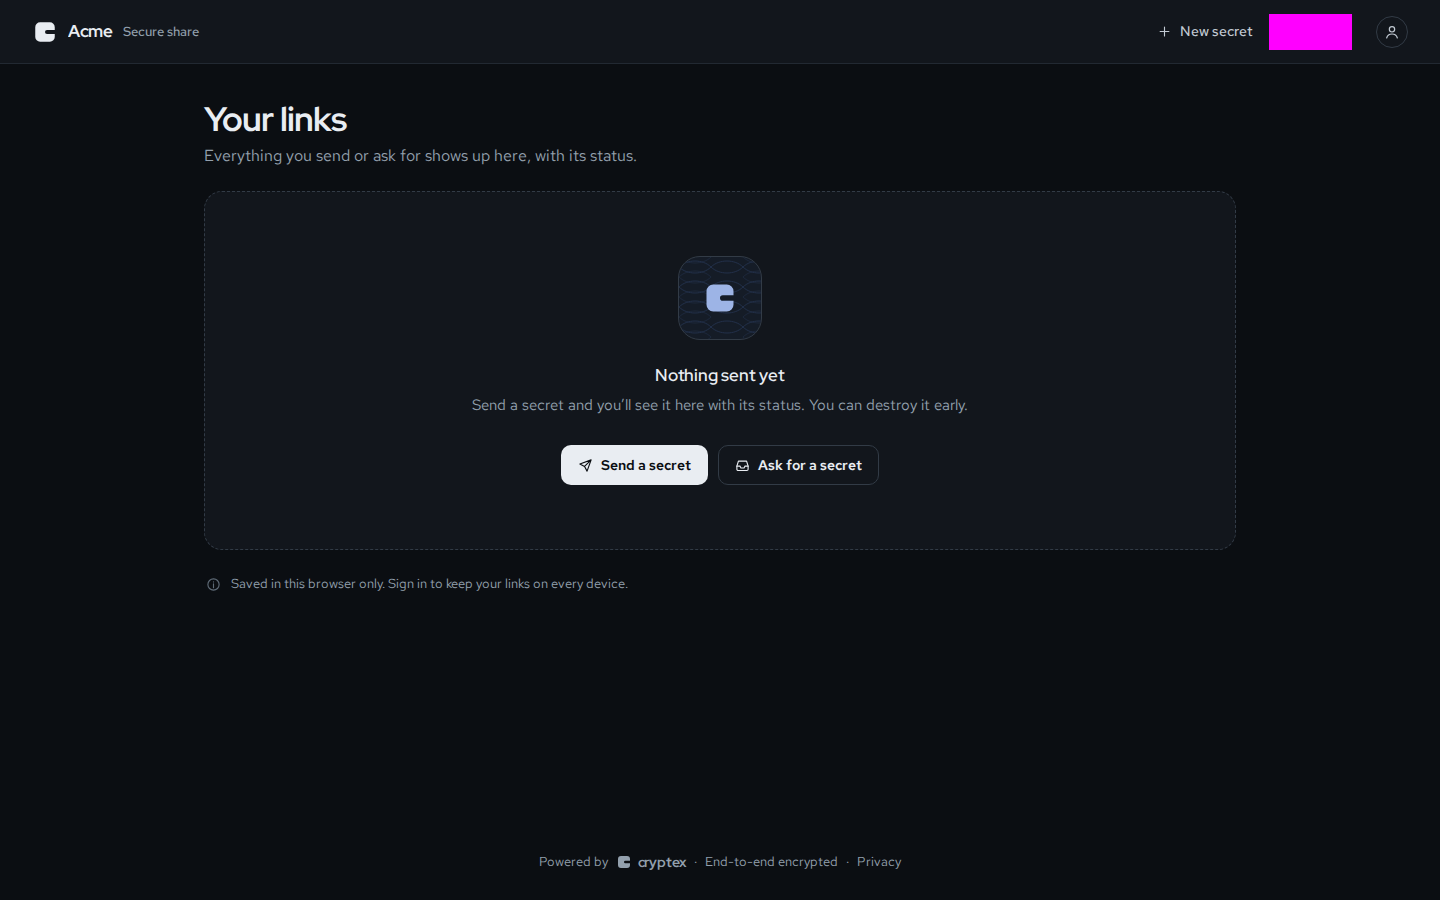 Acme Secure share
New secret
Your links
Everything you send or ask for shows up here, with its status.
Nothing sent yet
Send a secret and you’ll see it here with its status. You can destroy it early.
Send a secret
Ask for a secret
Saved in this browser only. Sign in to keep your links on every device.
Powered by cryptex · End-to-end encrypted · Privacy